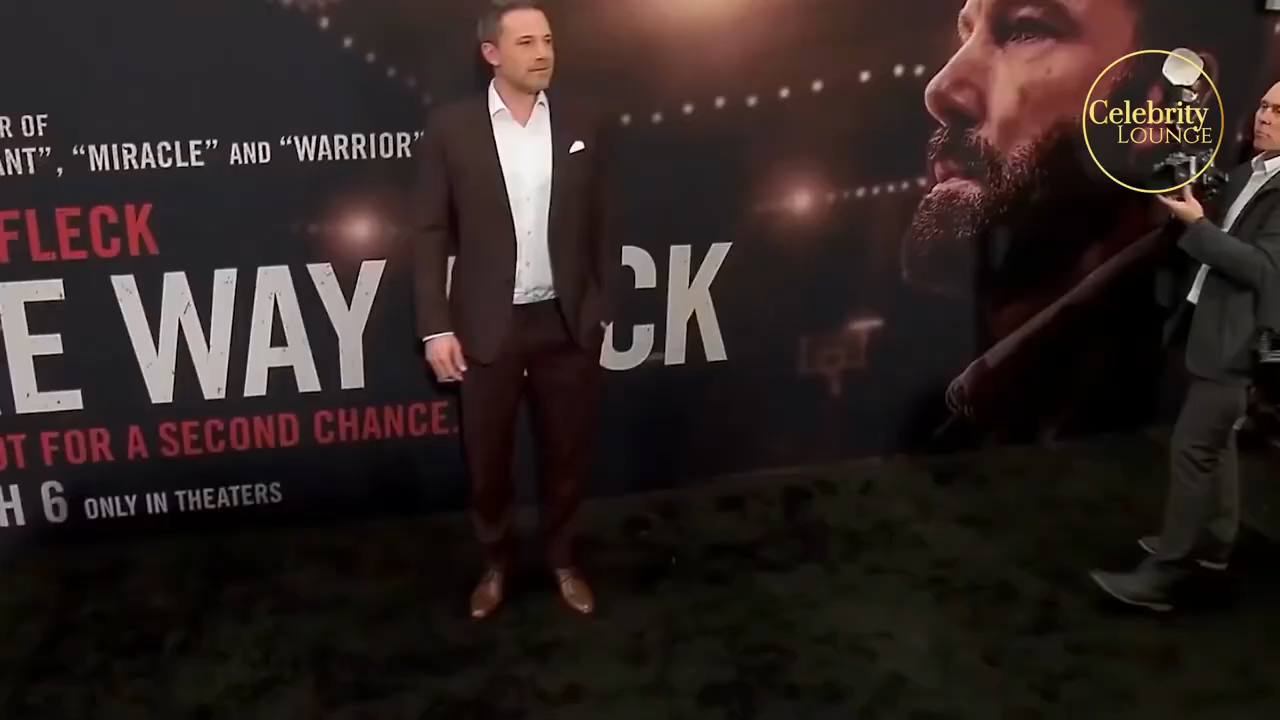 R OF
ANT”, “MIRACLE” AND “WARRIOR”
FLECK
E WAY CK
OT FOR A SECOND CHANCE.
H 6 ONLY IN THEATERS
Celebrity
LOUNGE